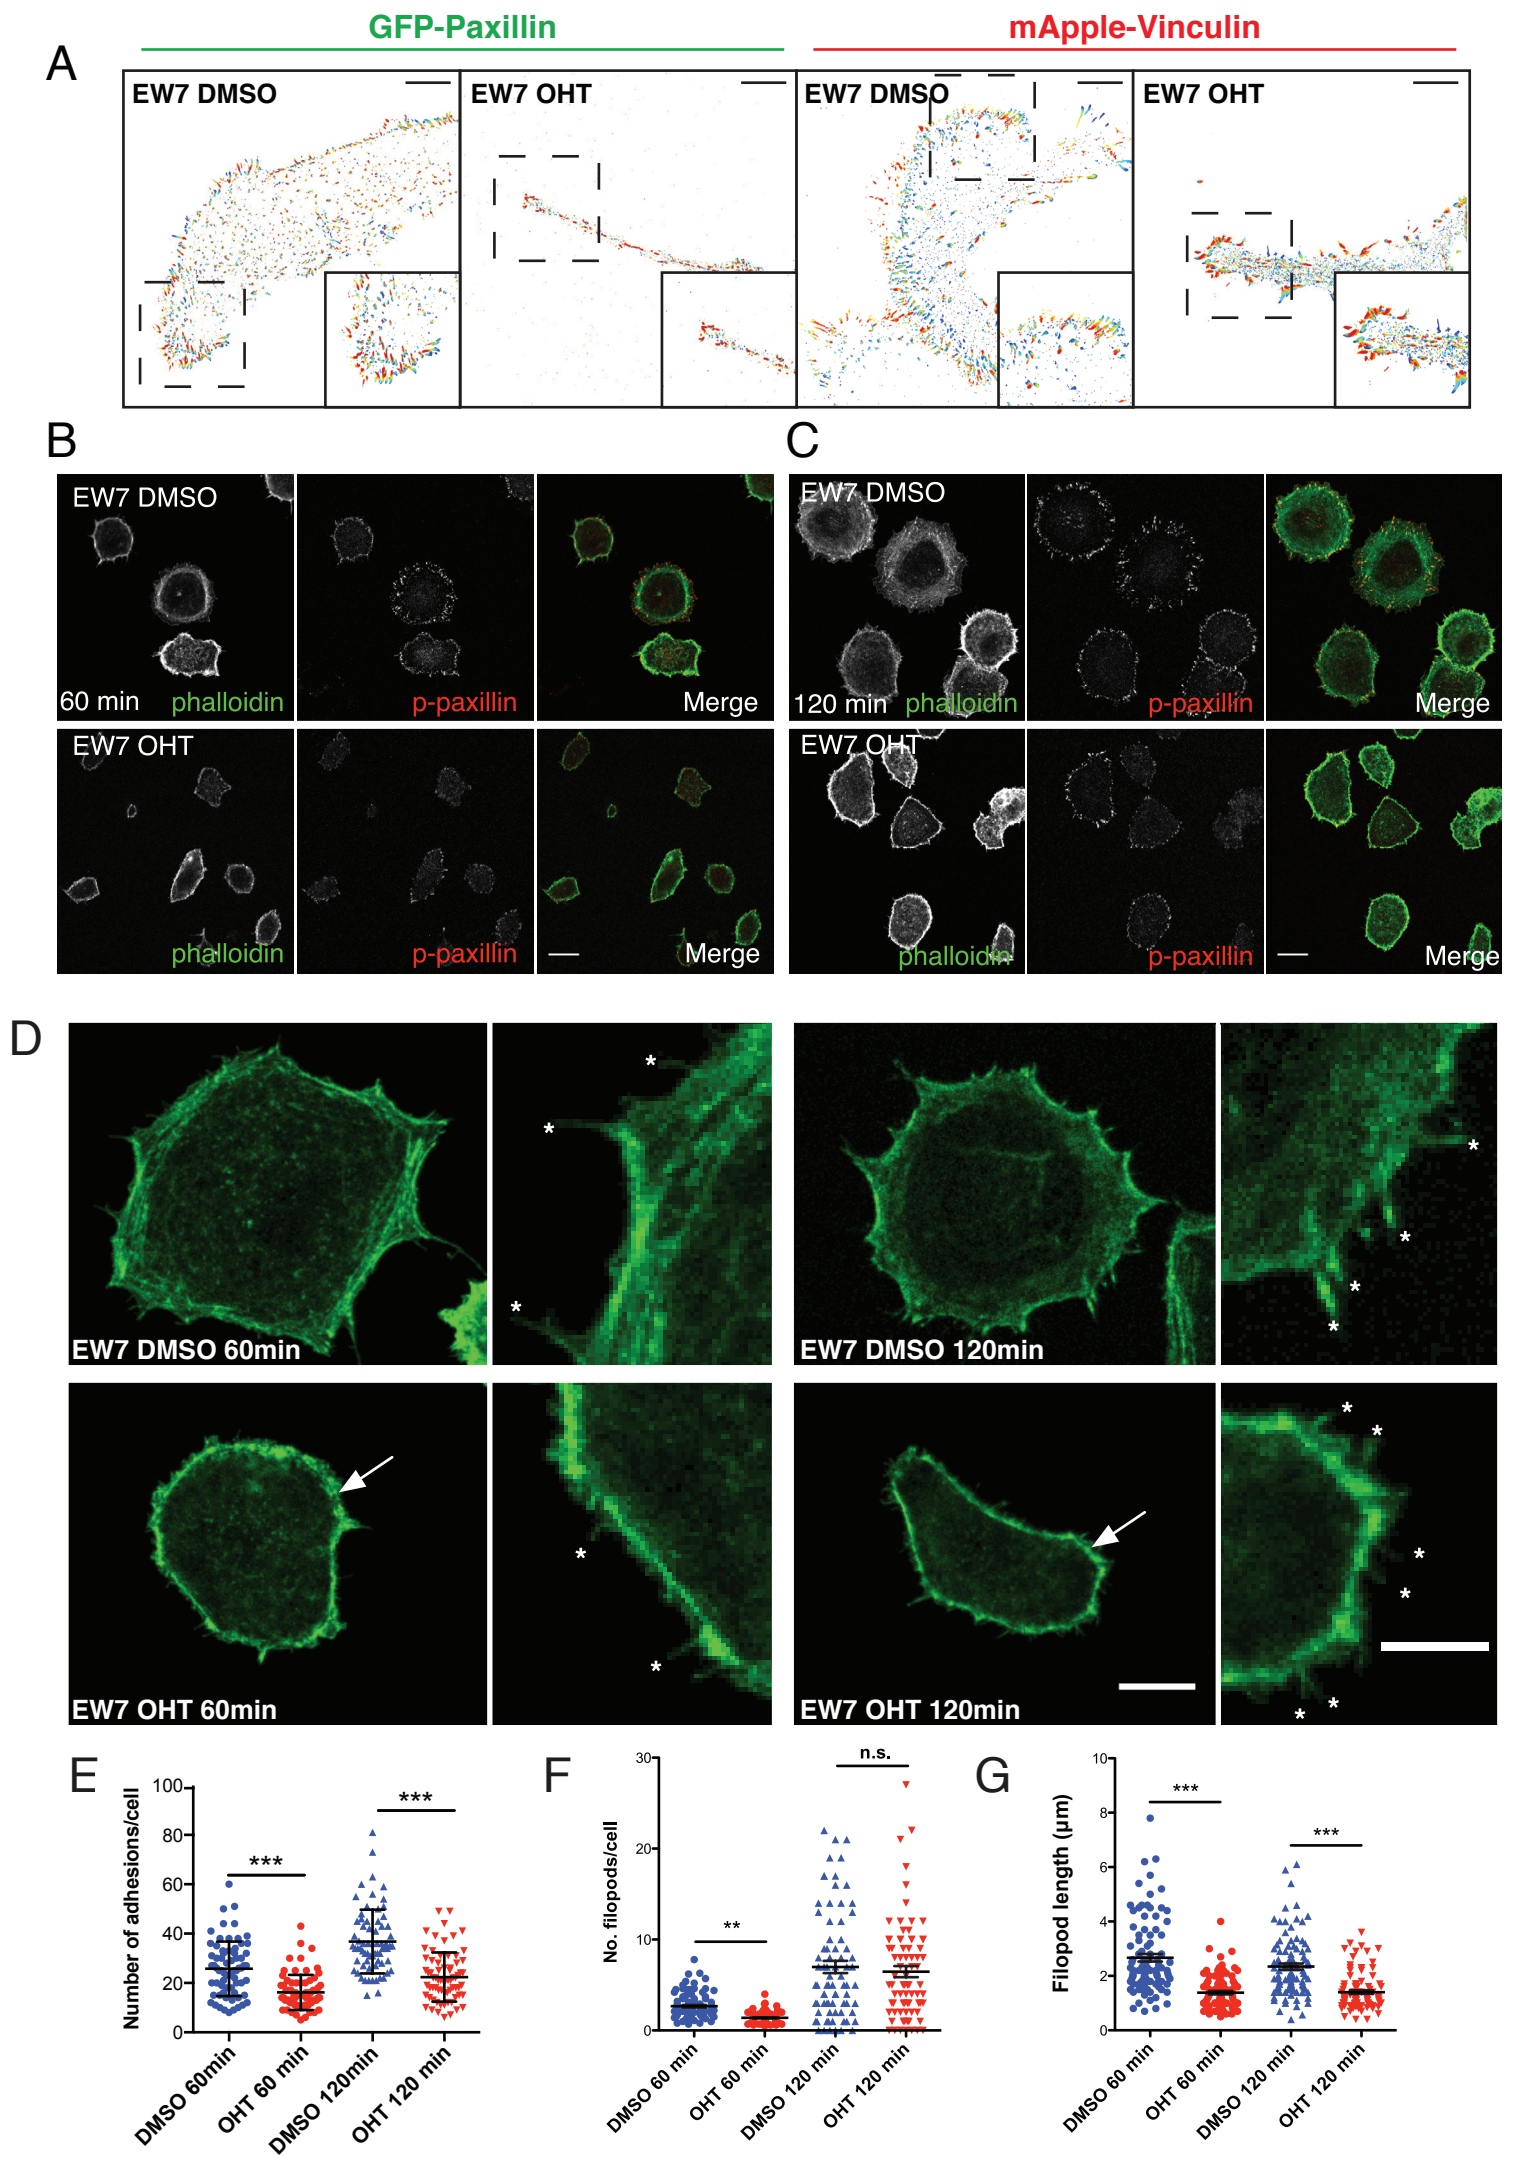 GFP-Paxillin mApple-Vinculin
A
EW7 DMSO EW7 OHT EW7 DMSO EW7 OHT
B C
EW7 DMSO
60 min phalloidin p-paxillin Merge
EW7 OHT
phalloidin p-paxillin Merge
EW7 DMSO
120 min phalloidin p-paxillin Merge
EW7 OHT
phalloidin p-paxillin Merge
D
* * *
EW7 DMSO 60min
* * * *
EW7 DMSO 120min
* *
EW7 OHT 60min
* * * * * *
EW7 OHT 120min
E
Number of adhesions/cell
100
80
60
40
20
0
*** ***
DMSO 60min
OHT 60 min
DMSO 120min
OHT 120 min
F
No. filopods/cell
30
20
10
0
** n.s.
DMSO 60 min
OHT 60 min
DMSO 120 min
OHT 120 min
G
Filopod length (μm)
10
8
6
4
2
0
*** ***
DMSO 60 min
OHT 60 min
DMSO 120 min
OHT 120 min